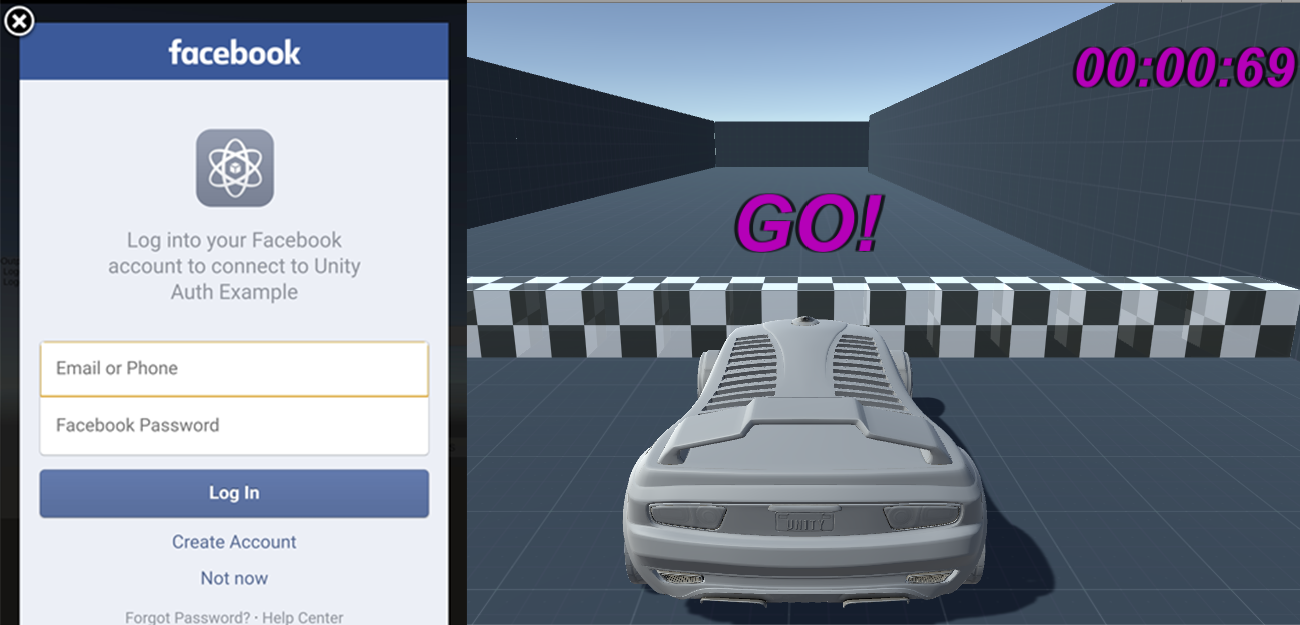 facebook
Log into your Facebook
account to connect to Unity
Auth Example
Email or Phone
Facebook Password
Log In
Create Account
Not now
Forgot Password? · Help Center
00:00:69
GO!
UNITY